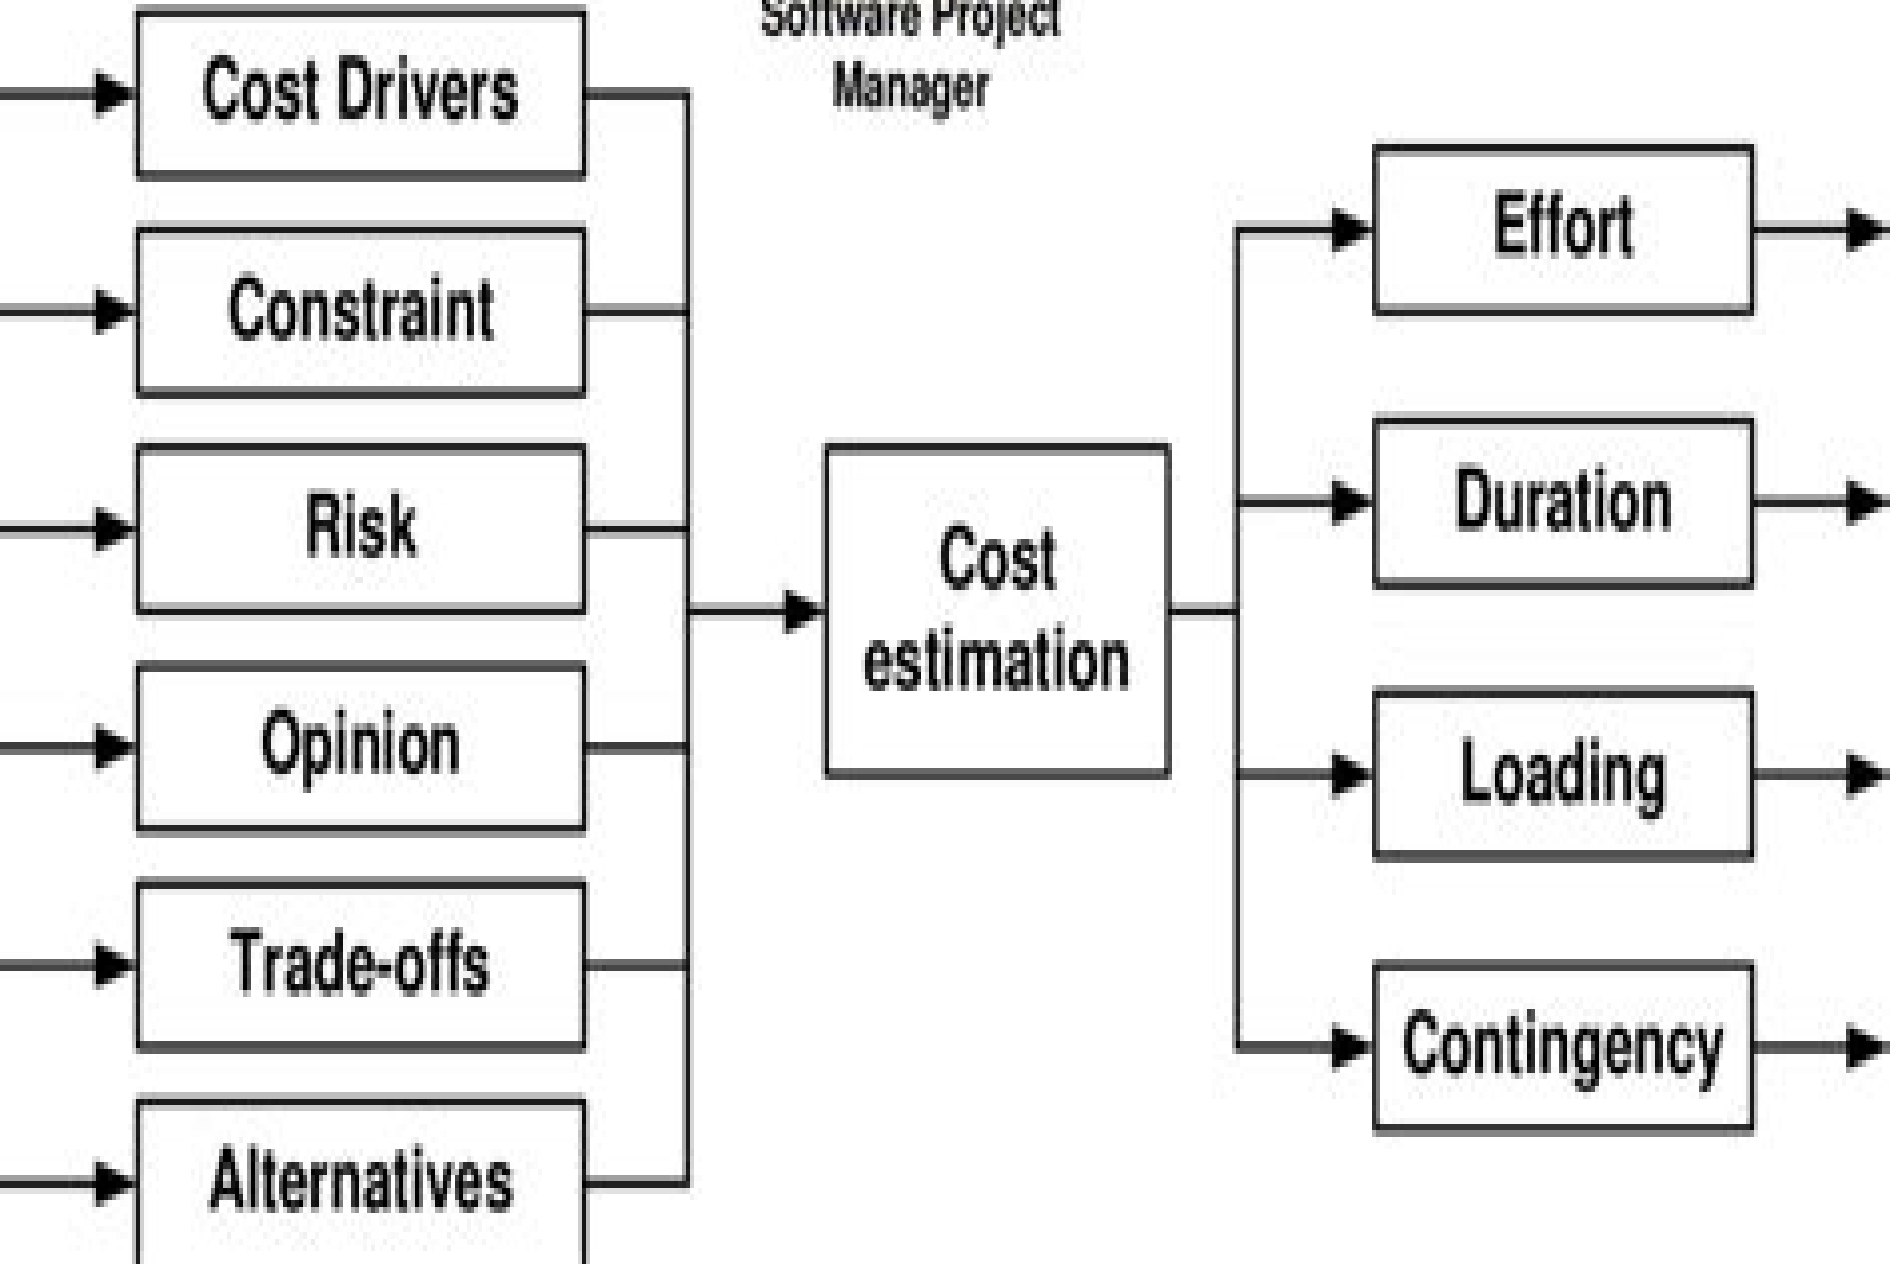 Software Project
Manager
Cost Drivers
Constraint
Risk
Opinion
Trade-offs
Alternatives
Cost
estimation
Effort
Duration
Loading
Contingency